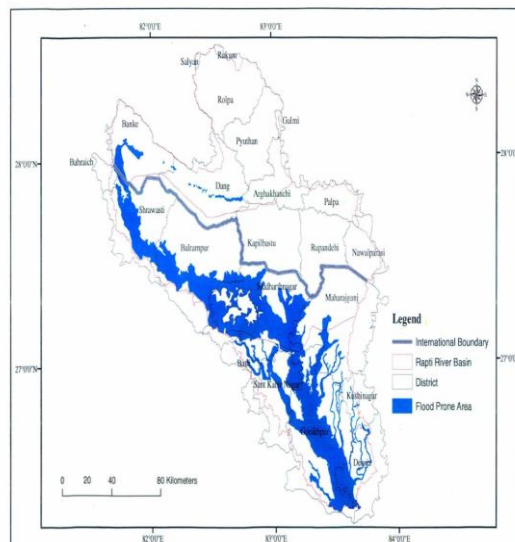 82°0'0"E
83°0'0"E
Salyan
Rukum
Rolpa
Gulmi
Banke
Pyuthan
28°0'0"N
28°0'0"N
Bahraich
Dang
Arghakhanchi
Palpa
Shrawasti
Balrampur
Kapilbastu
Rupandehi
Nawalparasi
Siddharthnagar
Maharajganj
Legend
International Boundary
Rapti River Basin
District
Flood Prone Area
27°0'0"N
27°0'0"N
Basti
Sant Kabir Nagar
Kushinagar
Gorakhpur
Deoria
0 20 40 80 Kilometers
82°0'0"E
83°0'0"E
84°0'0"E